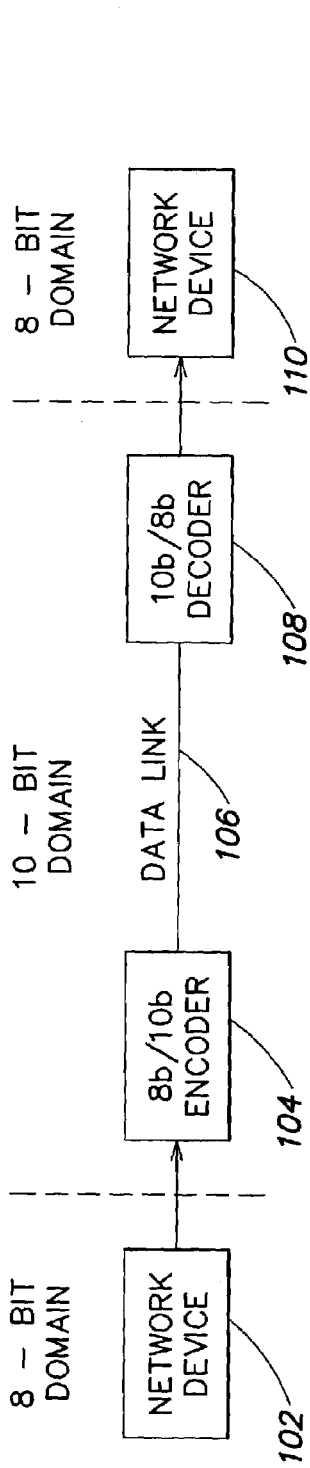 8 – BIT
DOMAIN
10 – BIT
DOMAIN
8 – BIT
DOMAIN
NETWORK
DEVICE
8b/10b
ENCODER
DATA LINK
10b/8b
DECODER
NETWORK
DEVICE
102
104
106
108
110